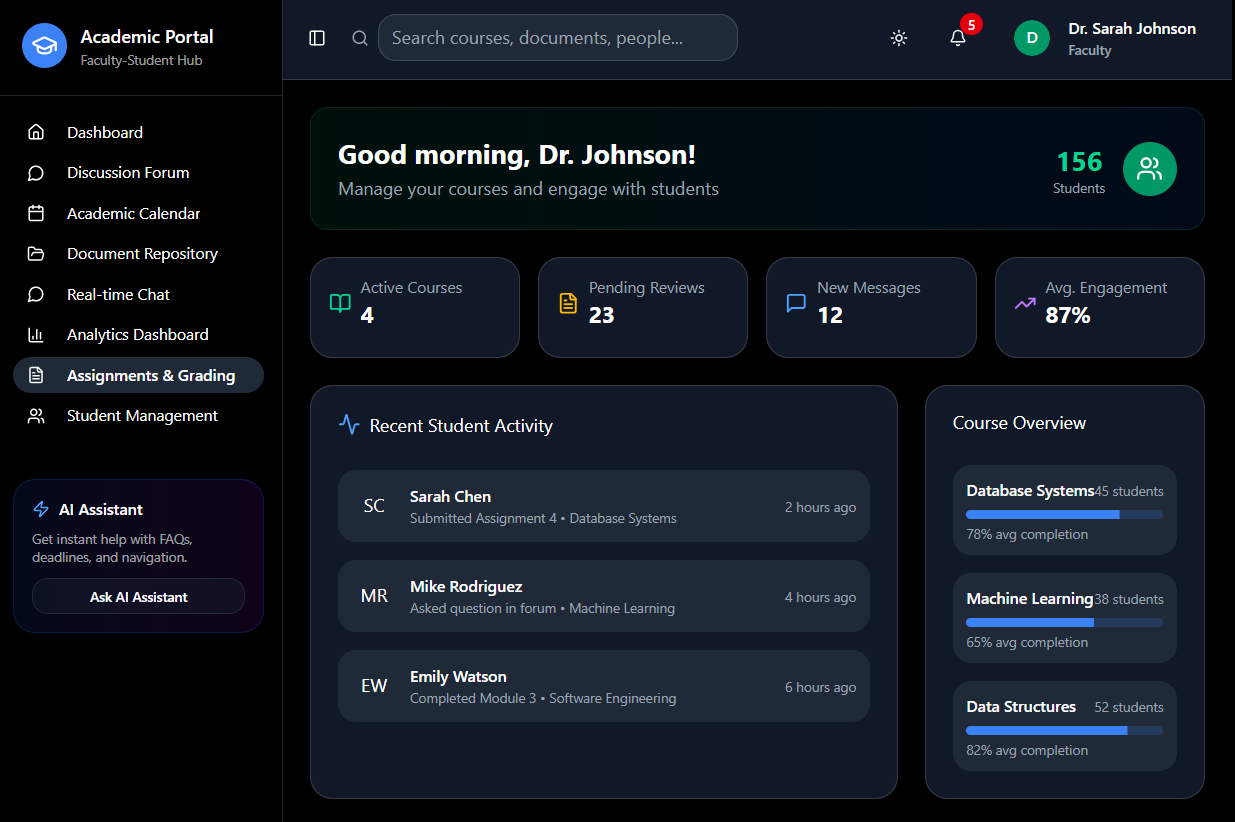 Academic Portal
Faculty-Student Hub
Dashboard
Discussion Forum
Academic Calendar
Document Repository
Real-time Chat
Analytics Dashboard
Assignments & Grading
Student Management
AI Assistant
Get instant help with FAQs,
deadlines, and navigation.
Ask AI Assistant
Search courses, documents, people...
5
D
Dr. Sarah Johnson
Faculty
Good morning, Dr. Johnson!
Manage your courses and engage with students
156
Students
Active Courses
4
Pending Reviews
23
New Messages
12
Avg. Engagement
87%
Recent Student Activity
SC
Sarah Chen
Submitted Assignment 4 • Database Systems
2 hours ago
MR
Mike Rodriguez
Asked question in forum • Machine Learning
4 hours ago
EW
Emily Watson
Completed Module 3 • Software Engineering
6 hours ago
Course Overview
Database Systems 45 students
78% avg completion
Machine Learning 38 students
65% avg completion
Data Structures 52 students
82% avg completion